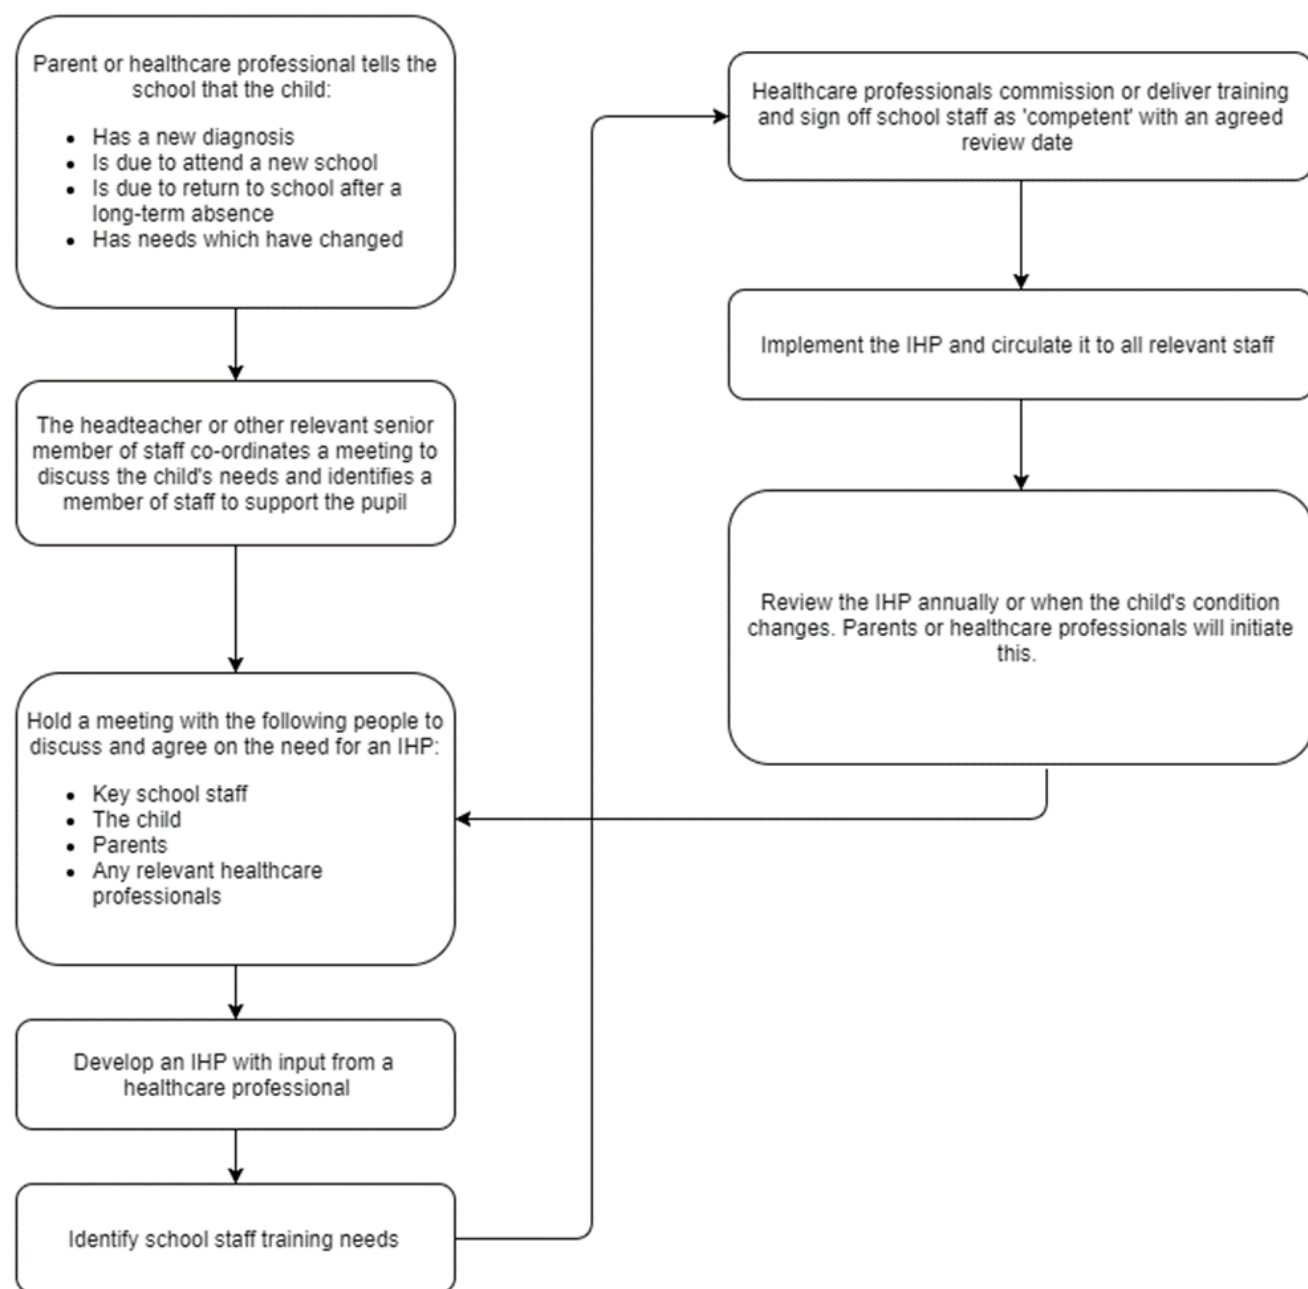 Parent or healthcare professional tells the
school that the child:
• Has a new diagnosis
• Is due to attend a new school
• Is due to return to school after a
long-term absence
• Has needs which have changed
The headteacher or other relevant senior
member of staff co-ordinates a meeting to
discuss the child's needs and identifies a
member of staff to support the pupil
Hold a meeting with the following people to
discuss and agree on the need for an IHP:
• Key school staff
• The child
• Parents
• Any relevant healthcare
professionals
Develop an IHP with input from a
healthcare professional
Identify school staff training needs
Healthcare professionals commission or deliver training
and sign off school staff as 'competent' with an agreed
review date
Implement the IHP and circulate it to all relevant staff
Review the IHP annually or when the child's condition
changes. Parents or healthcare professionals will initiate
this.